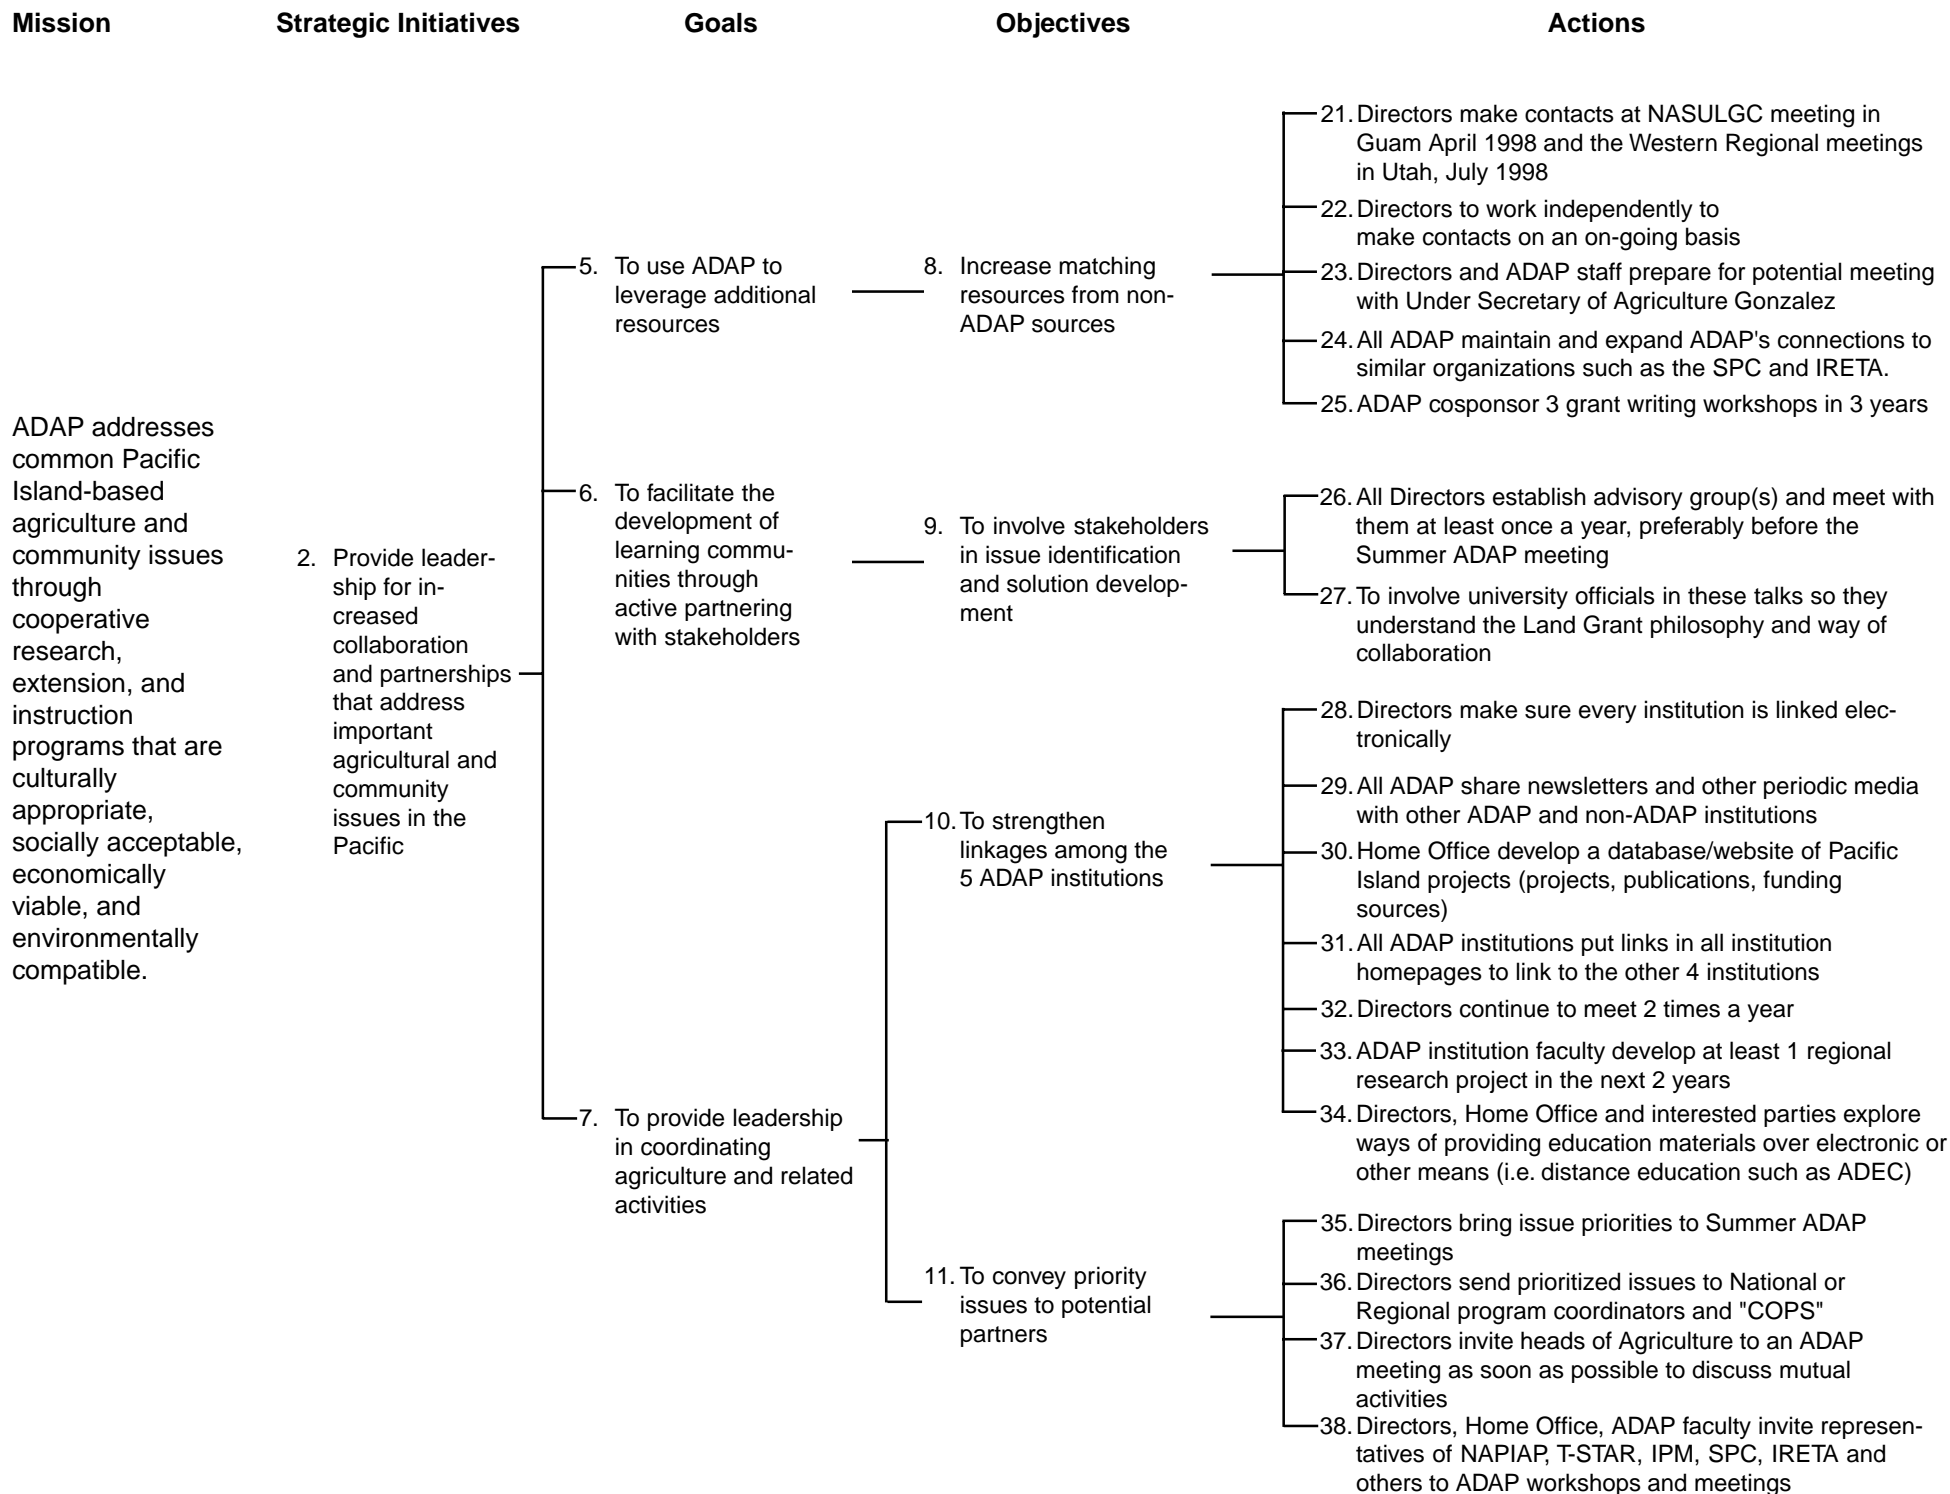 Mission
Strategic Initiatives
Goals
Objectives
Actions
ADAP addresses
common Pacific
Island-based
agriculture and
community issues
through
cooperative
research,
extension, and
instruction
programs that are
culturally
appropriate,
socially acceptable,
economically
viable, and
environmentally
compatible.
2. Provide leader-
ship for in-
creased
collaboration
and partnerships
that address
important
agricultural and
community
issues in the
Pacific
5. To use ADAP to
leverage additional
resources
8. Increase matching
resources from non-
ADAP sources
21. Directors make contacts at NASULGC meeting in
Guam April 1998 and the Western Regional meetings
in Utah, July 1998
22. Directors to work independently to
make contacts on an on-going basis
23. Directors and ADAP staff prepare for potential meeting
with Under Secretary of Agriculture Gonzalez
24. All ADAP maintain and expand ADAP's connections to
similar organizations such as the SPC and IRETA.
25. ADAP cosponsor 3 grant writing workshops in 3 years
6. To facilitate the
development of
learning commu-
nities through
active partnering
with stakeholders
9. To involve stakeholders
in issue identification
and solution develop-
ment
26. All Directors establish advisory group(s) and meet with
them at least once a year, preferably before the
Summer ADAP meeting
27. To involve university officials in these talks so they
understand the Land Grant philosophy and way of
collaboration
7. To provide leadership
in coordinating
agriculture and related
activities
10. To strengthen
linkages among the
5 ADAP institutions
28. Directors make sure every institution is linked elec-
tronically
29. All ADAP share newsletters and other periodic media
with other ADAP and non-ADAP institutions
30. Home Office develop a database/website of Pacific
Island projects (projects, publications, funding
sources)
31. All ADAP institutions put links in all institution
homepages to link to the other 4 institutions
32. Directors continue to meet 2 times a year
33. ADAP institution faculty develop at least 1 regional
research project in the next 2 years
34. Directors, Home Office and interested parties explore
ways of providing education materials over electronic or
other means (i.e. distance education such as ADEC)
11. To convey priority
issues to potential
partners
35. Directors bring issue priorities to Summer ADAP
meetings
36. Directors send prioritized issues to National or
Regional program coordinators and "COPS"
37. Directors invite heads of Agriculture to an ADAP
meeting as soon as possible to discuss mutual
activities
38. Directors, Home Office, ADAP faculty invite represen-
tatives of NAPIAP, T-STAR, IPM, SPC, IRETA and
others to ADAP workshops and meetings